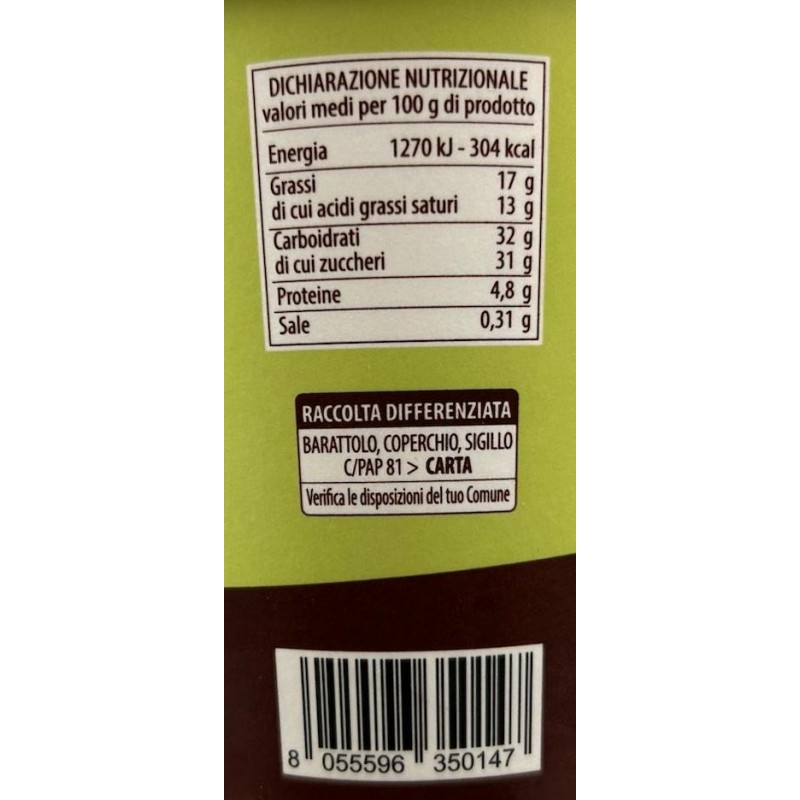 DICHIARAZIONE NUTRIZIONALE
valori medi per 100 g di prodotto
Energia 1270 kJ - 304 kcal
Grassi 17 g
di cui acidi grassi saturi 13 g
Carboidrati 32 g
di cui zuccheri 31 g
Proteine 4,8 g
Sale 0,31 g
RACCOLTA DIFFERENZIATA
BARATTOLO, COPERCHIO, SIGILLO
C/PAP 81 > CARTA
Verifica le disposizioni del tuo Comune
8 055596 350147